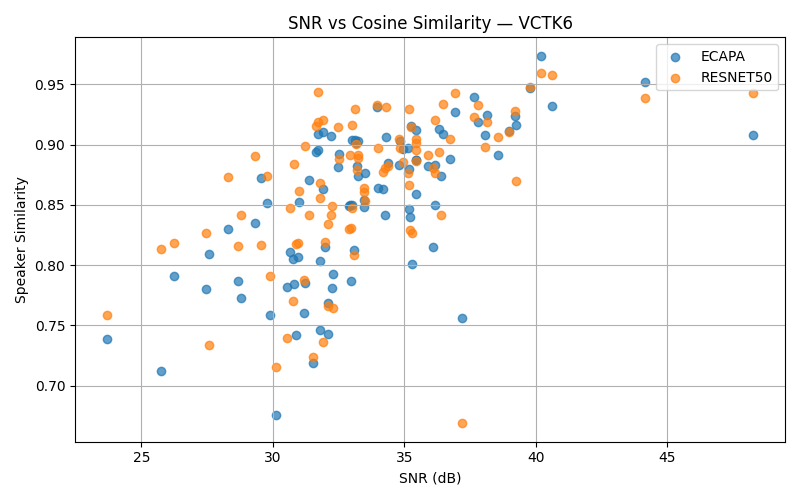 SNR vs Cosine Similarity — VCTK6
ECAPA
RESNET50
0.95
0.90
0.85
0.80
0.75
0.70
Speaker Similarity
25
30
35
40
45
SNR (dB)